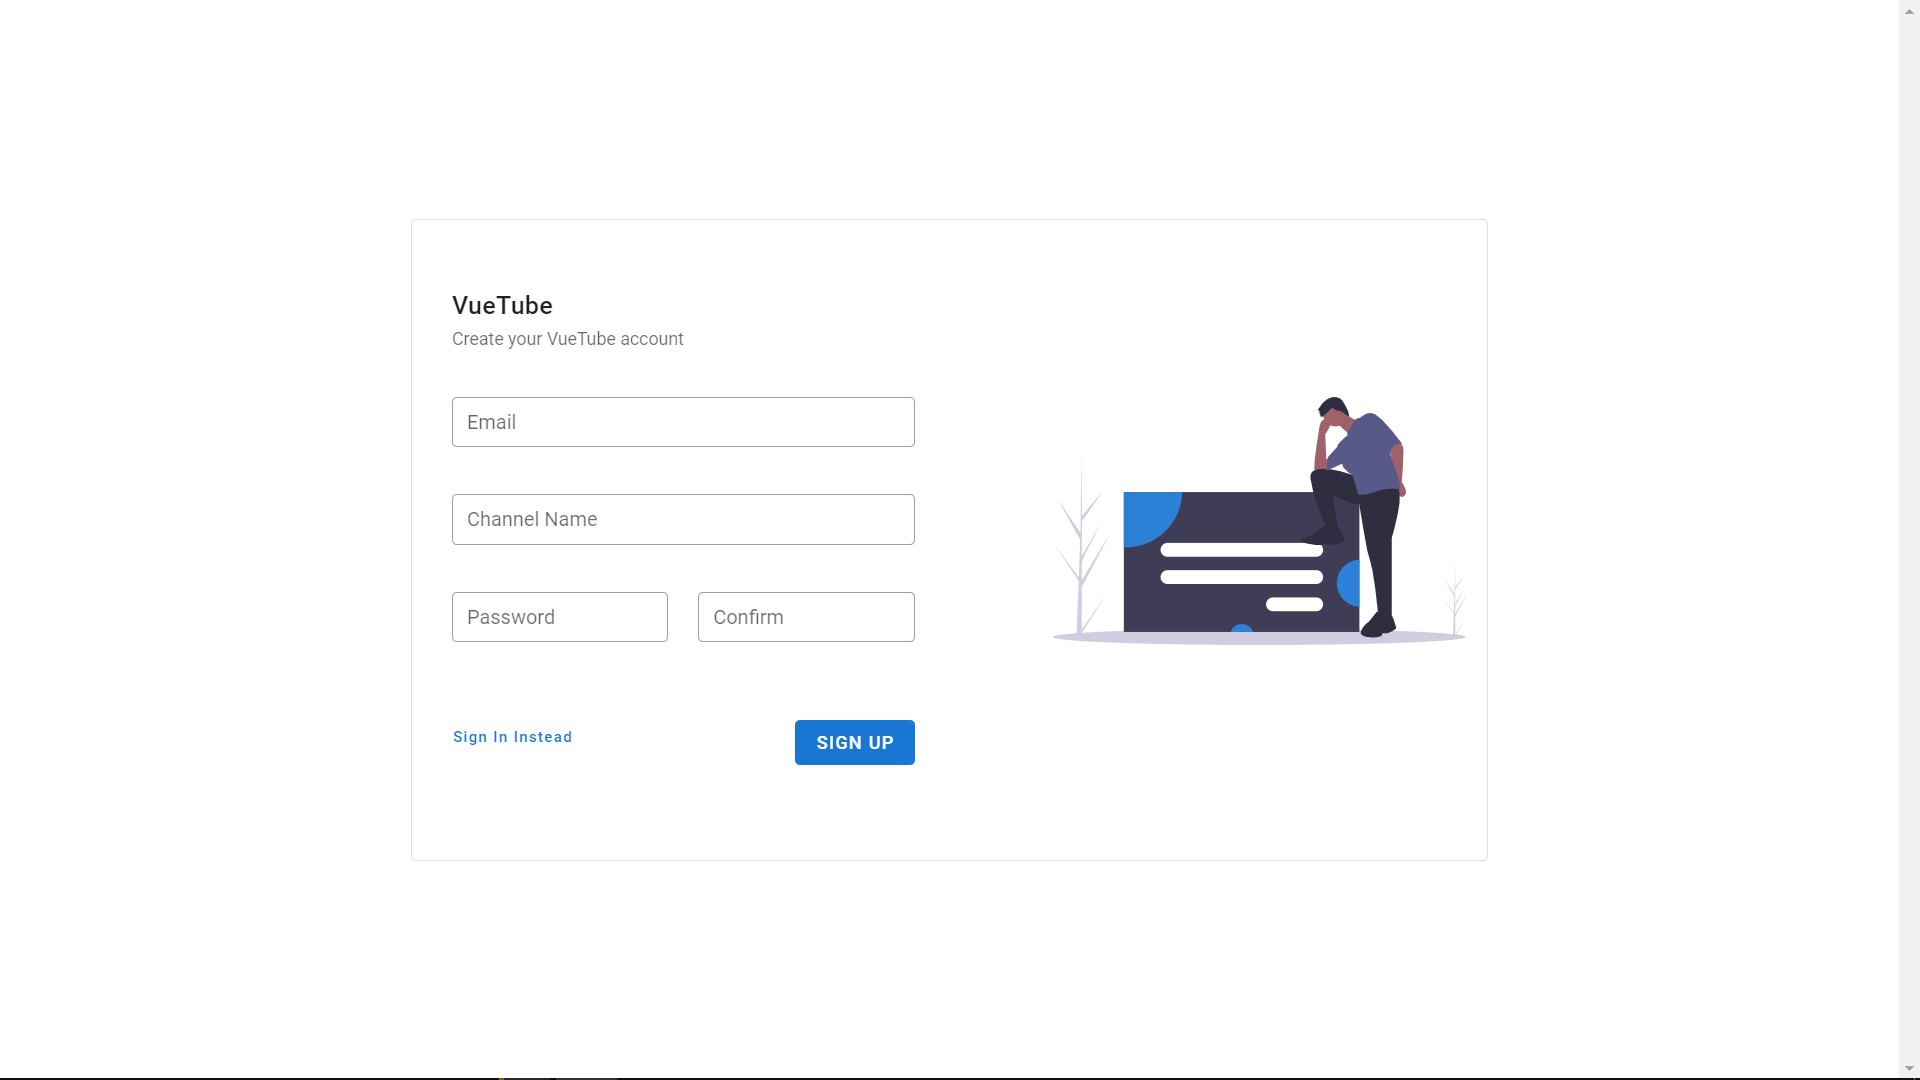 VueTube
Create your VueTube account
Email
Channel Name
Password Confirm
Sign In Instead SIGN UP